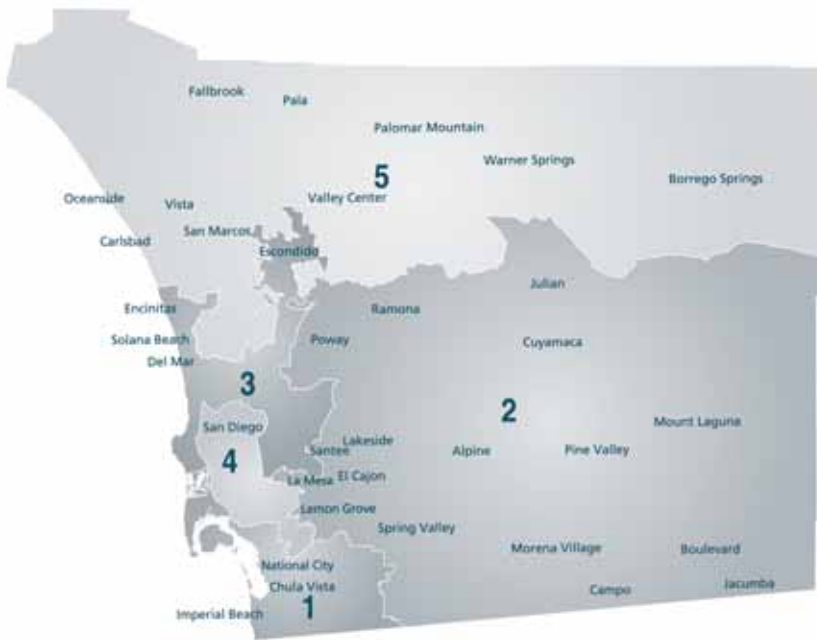 Fallbrook
Pala
Palomar Mountain
Warner Springs
5
Borrego Springs
Oceanside
Vista
Valley Center
San Marcos
Carlsbad
Escondido
Julian
Encinitas
Ramona
Solana Beach
Poway
Cuyamaca
Del Mar
3
2
San Diego
Mount Laguna
Lakeside
Santee
Alpine
Pine Valley
4
La Mesa
El Cajon
Lemon Grove
Spring Valley
Morena Village
Boulevard
National City
Chula Vista
Campo
Jacumba
1
Imperial Beach